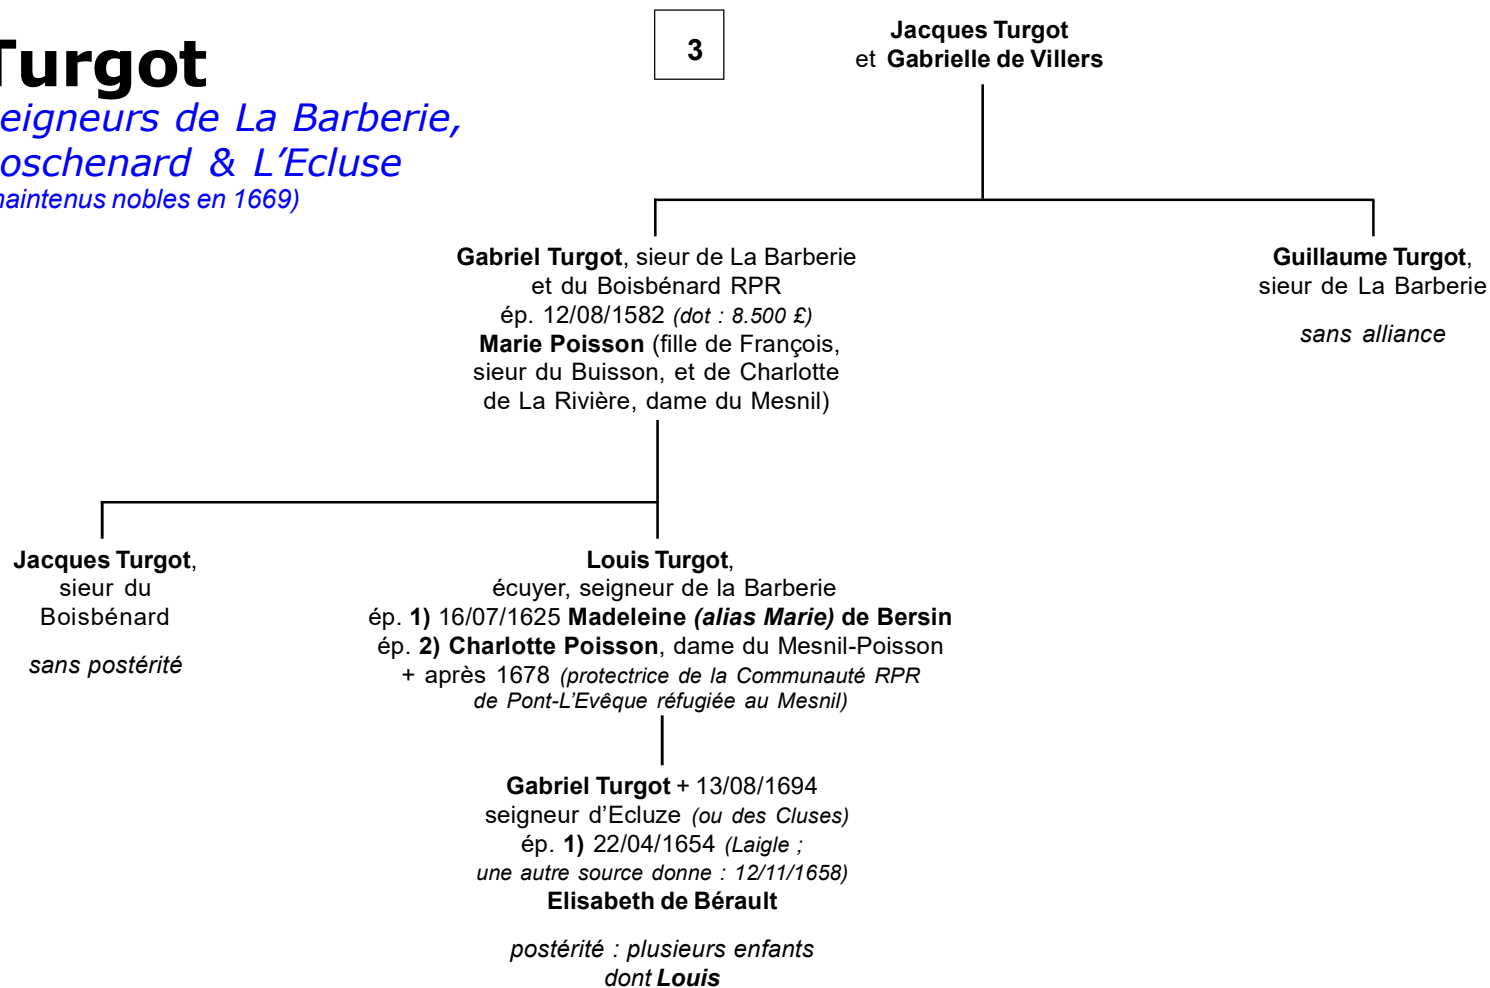 Turgot
eigneurs de La Barberie,
oschenard & L'Ecluse
naintenus nobles en 1669)
3
Jacques Turgot
et Gabrielle de Villers
Gabriel Turgot, sieur de La Barberie
et du Boisbénard RPR
ép. 12/08/1582 (dot : 8.500 £)
Marie Poisson (fille de François,
sieur du Buisson, et de Charlotte
de La Rivière, dame du Mesnil)
Guillaume Turgot,
sieur de La Barberie
sans alliance
Jacques Turgot,
sieur du
Boisbénard
sans postérité
Louis Turgot,
écuyer, seigneur de la Barberie
ép. 1) 16/07/1625 Madeleine (alias Marie) de Bersin
ép. 2) Charlotte Poisson, dame du Mesnil-Poisson
+ après 1678 (protectrice de la Communauté RPR
de Pont-L'Evêque réfugiée au Mesnil)
Gabriel Turgot + 13/08/1694
seigneur d'Ecluze (ou des Cluses)
ép. 1) 22/04/1654 (Laigle ;
une autre source donne : 12/11/1658)
Elisabeth de Bérault
postérité : plusieurs enfants
dont Louis